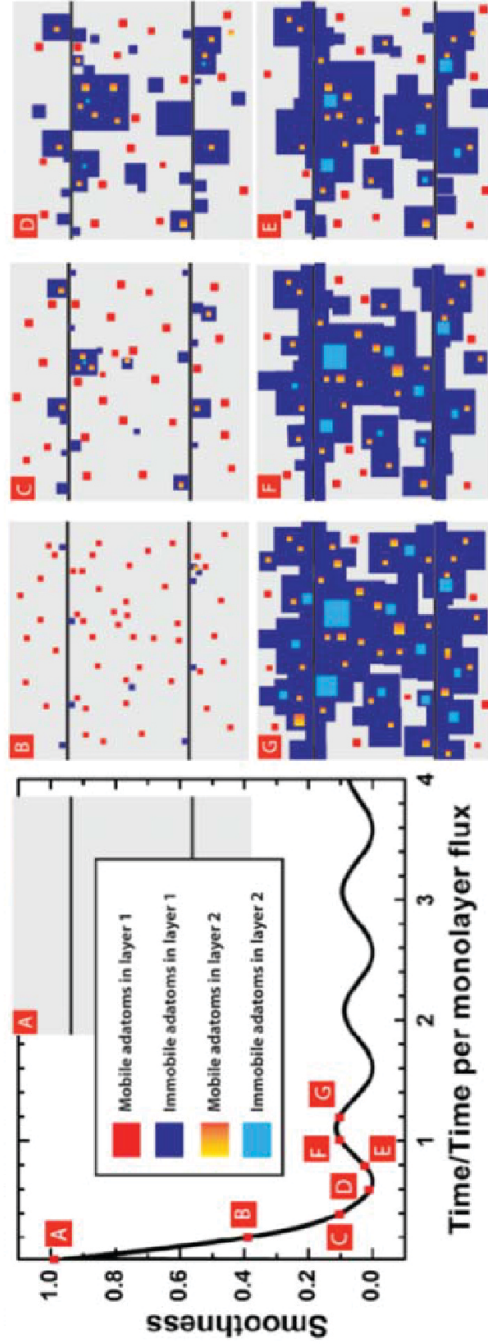 Smoothness
1.0
0.8
0.6
0.4
0.2
0.0
1
2
3
4
Time/Time per monolayer flux
A
B
C
D
E
F
G
A
Mobile adatoms in layer 1
Immobile adatoms in layer 1
Mobile adatoms in layer 2
Immobile adatoms in layer 2
B
C
D
G
F
E